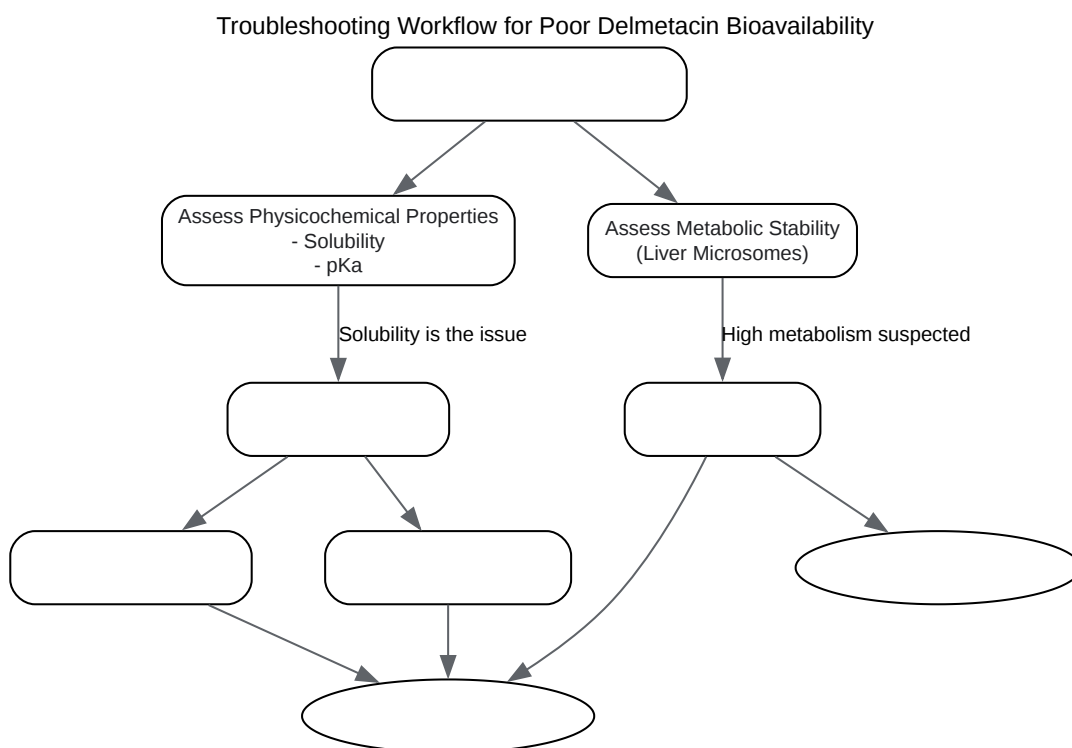 Troubleshooting Workflow for Poor Delmetacin Bioavailability
Assess Physicochemical Properties
- Solubility
- pKa
Assess Metabolic Stability
(Liver Microsomes)
Solubility is the issue
High metabolism suspected